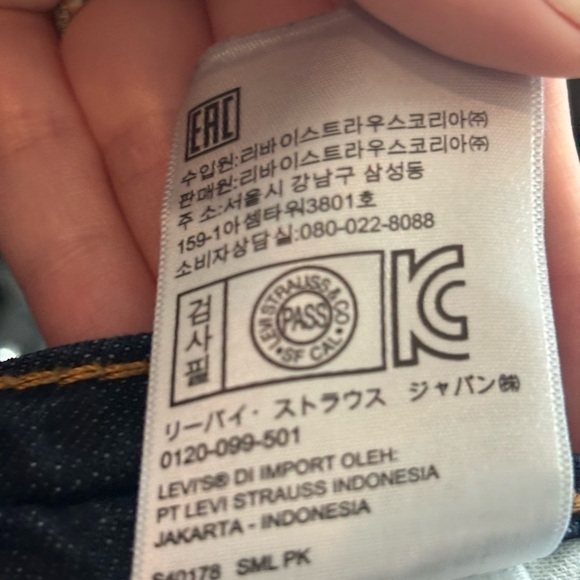 EAC
수입원:리바이스트라우스코리아㈜
판매원:리바이스트라우스코리아㈜
주 소:서울시 강남구 삼성동
159-1아셈타워3801호
소비자상담실:080-022-8088
검사필
LEVI STRAUSS & CO
PASS
SF CAL
KC
リーバイ・ストラウス ジャパン㈱
0120-099-501
LEVI'S® DI IMPORT OLEH:
PT LEVI STRAUSS INDONESIA
JAKARTA - INDONESIA
S40178 SML PK